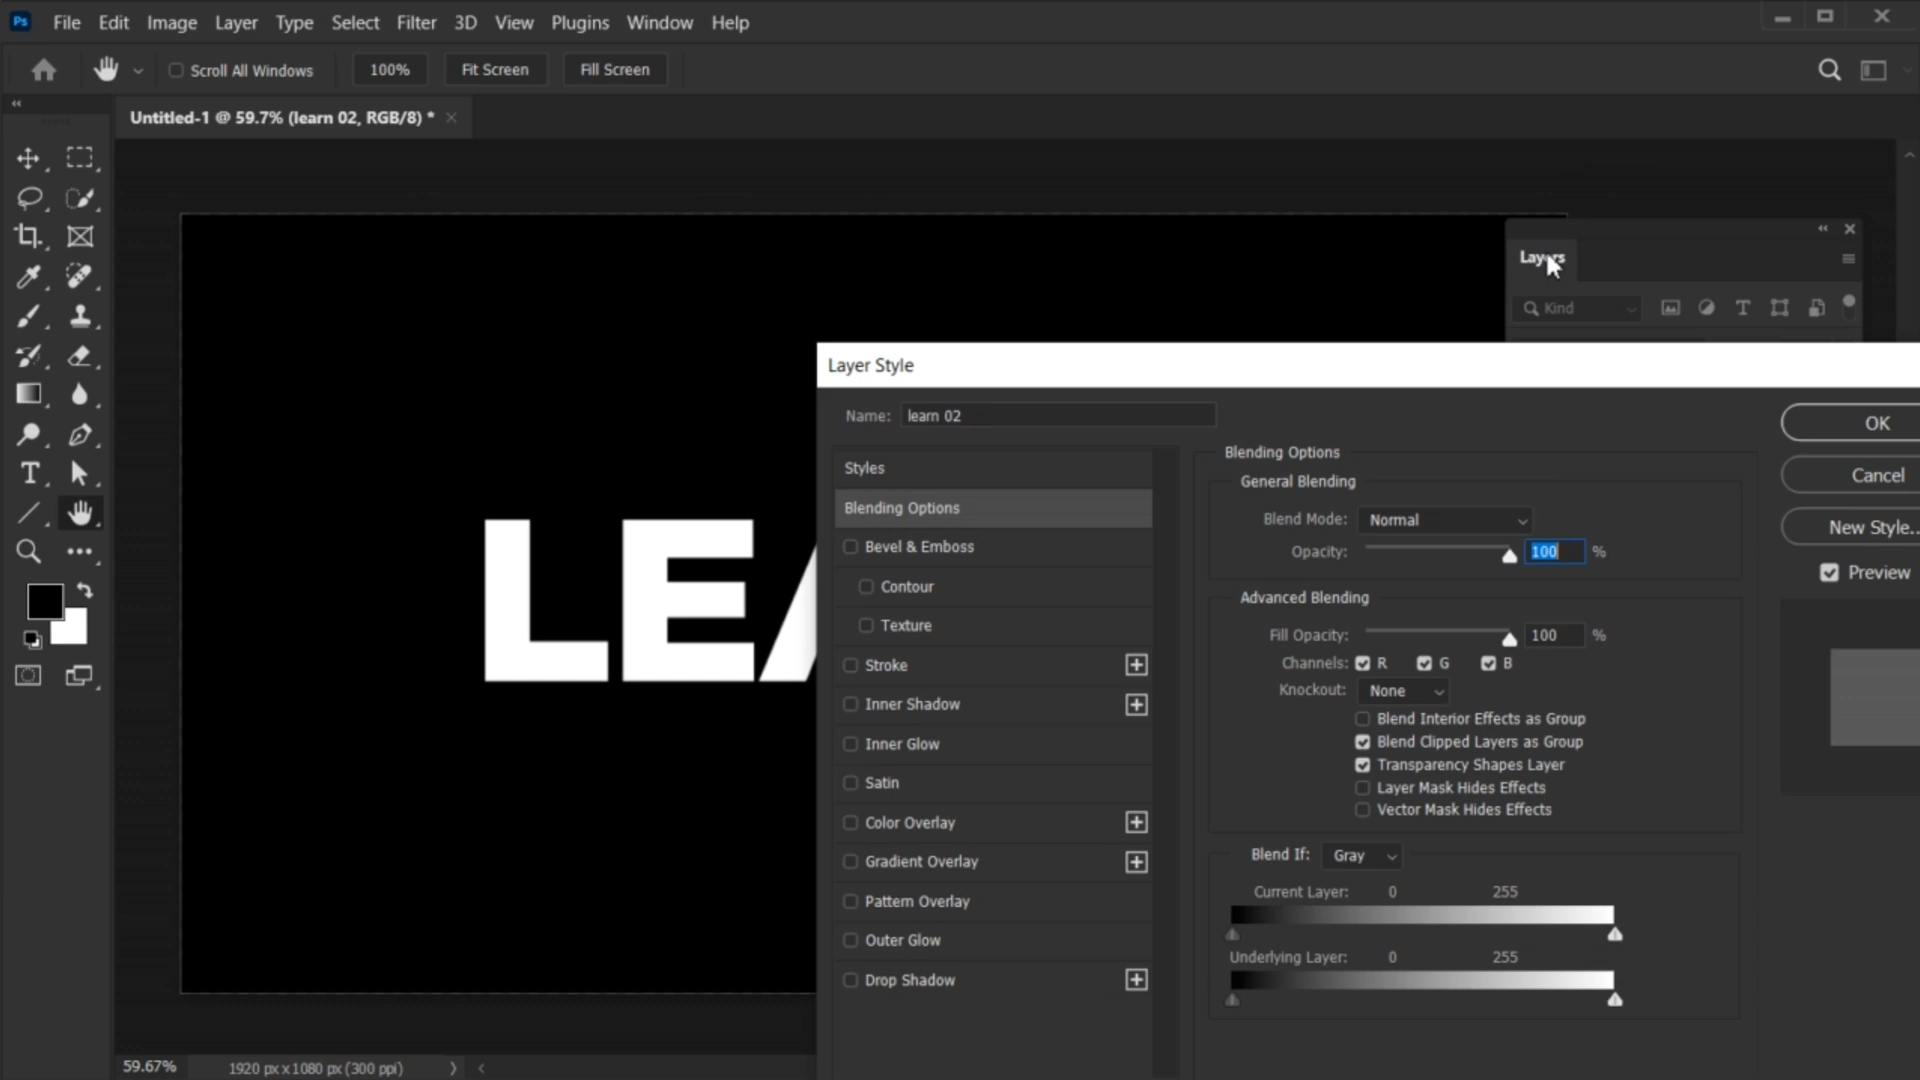 Ps File Edit Image Layer Type Select Filter 3D View Plugins Window Help
Scroll All Windows 100% Fit Screen Fill Screen
Untitled-1 @ 59.7% (learn 02, RGB/8) *
Layers
Kind
Layer Style
Name: learn 02
OK
Cancel
New Style...
Preview
Styles
Blending Options
Bevel & Emboss
Contour
Texture
Stroke
Inner Shadow
Inner Glow
Satin
Color Overlay
Gradient Overlay
Pattern Overlay
Outer Glow
Drop Shadow
Blending Options
General Blending
Blend Mode: Normal
Opacity: 100 %
Advanced Blending
Fill Opacity: 100 %
Channels: R G B
Knockout: None
Blend Interior Effects as Group
Blend Clipped Layers as Group
Transparency Shapes Layer
Layer Mask Hides Effects
Vector Mask Hides Effects
Blend If: Gray
Current Layer: 0 255
Underlying Layer: 0 255
LEA
59.67% 1920 px x 1080 px (300 ppi)